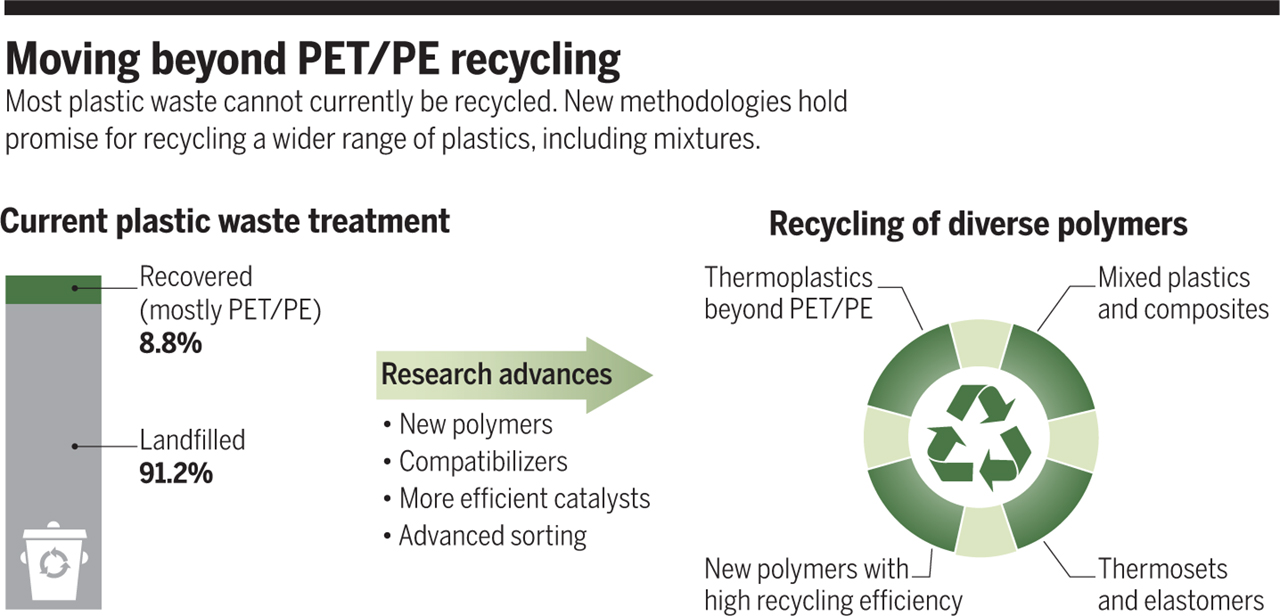 Moving beyond PET/PE recycling
Most plastic waste cannot currently be recycled. New methodologies hold
promise for recycling a wider range of plastics, including mixtures.
Current plastic waste treatment
Recovered
(mostly PET/PE)
8.8%
Landfilled
91.2%
Research advances
• New polymers
• Compatibilizers
• More efficient catalysts
• Advanced sorting
Recycling of diverse polymers
Thermoplastics
beyond PET/PE
Mixed plastics
and composites
New polymers with
high recycling efficiency
Thermosets
and elastomers